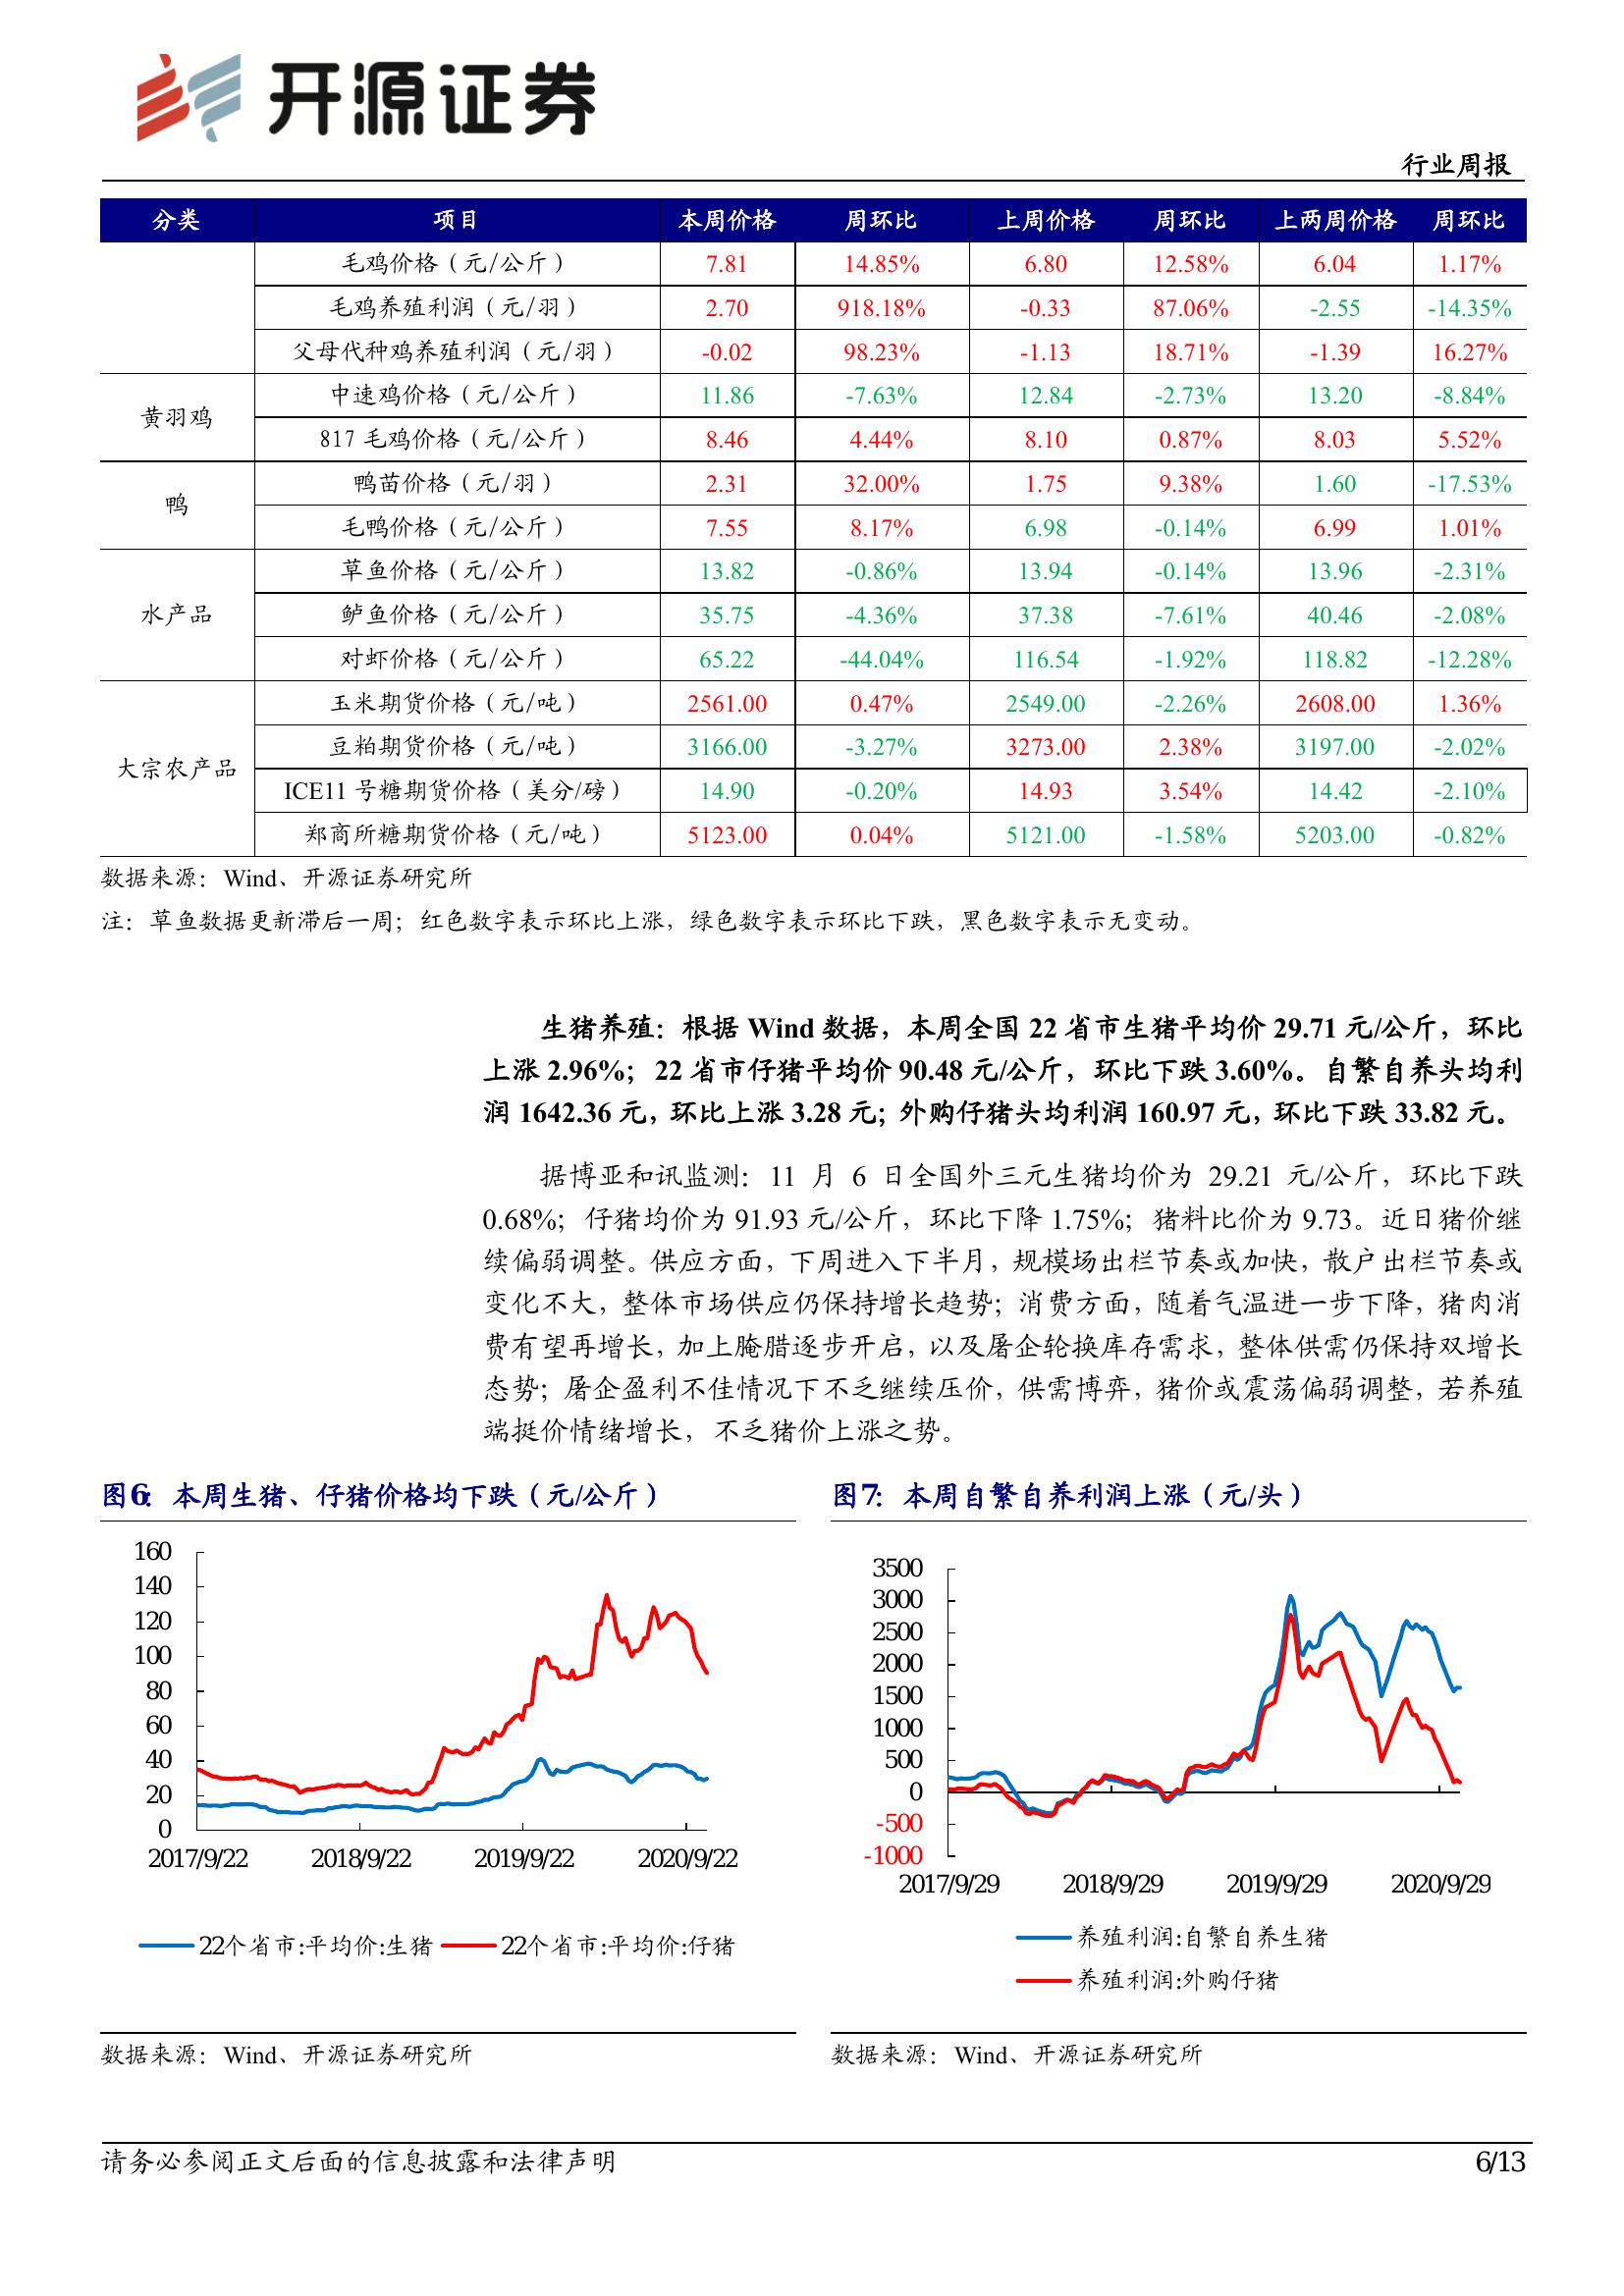 开源证券
行业周报
分类 项目 本周价格 周环比 上周价格 周环比 上两周价格 周环比
毛鸡价格（元/公斤） 7.81 14.85% 6.80 12.58% 6.04 1.17%
毛鸡养殖利润（元/羽） 2.70 918.18% -0.33 87.06% -2.55 -14.35%
父母代种鸡养殖利润（元/羽） -0.02 98.23% -1.13 18.71% -1.39 16.27%
黄羽鸡 中速鸡价格（元/公斤） 11.86 -7.63% 12.84 -2.73% 13.20 -8.84%
817 毛鸡价格（元/公斤） 8.46 4.44% 8.10 0.87% 8.03 5.52%
鸭 鸭苗价格（元/羽） 2.31 32.00% 1.75 9.38% 1.60 -17.53%
毛鸭价格（元/公斤） 7.55 8.17% 6.98 -0.14% 6.99 1.01%
水产品 草鱼价格（元/公斤） 13.82 -0.86% 13.94 -0.14% 13.96 -2.31%
鲈鱼价格（元/公斤） 35.75 -4.36% 37.38 -7.61% 40.46 -2.08%
对虾价格（元/公斤） 65.22 -44.04% 116.54 -1.92% 118.82 -12.28%
大宗农产品 玉米期货价格（元/吨） 2561.00 0.47% 2549.00 -2.26% 2608.00 1.36%
豆粕期货价格（元/吨） 3166.00 -3.27% 3273.00 2.38% 3197.00 -2.02%
ICE11 号糖期货价格（美分/磅） 14.90 -0.20% 14.93 3.54% 14.42 -2.10%
郑商所糖期货价格（元/吨） 5123.00 0.04% 5121.00 -1.58% 5203.00 -0.82%
数据来源：Wind、开源证券研究所
注：草鱼数据更新滞后一周；红色数字表示环比上涨，绿色数字表示环比下跌，黑色数字表示无变动。
生猪养殖：根据 Wind 数据，本周全国 22 省市生猪平均价 29.71 元/公斤，环比
上涨 2.96%；22 省市仔猪平均价 90.48 元/公斤，环比下跌 3.60%。自繁自养头均利
润 1642.36 元，环比上涨 3.28 元；外购仔猪头均利润 160.97 元，环比下跌 33.82 元。
据博亚和讯监测：11 月 6 日全国外三元生猪均价为 29.21 元/公斤，环比下跌
0.68%；仔猪均价为 91.93 元/公斤，环比下降 1.75%；猪料比价为 9.73。近日猪价继
续偏弱调整。供应方面，下周进入下半月，规模场出栏节奏或加快，散户出栏节奏或
变化不大，整体市场供应仍保持增长趋势；消费方面，随着气温进一步下降，猪肉消
费有望再增长，加上腌腊逐步开启，以及屠企轮换库存需求，整体供需仍保持双增长
态势；屠企盈利不佳情况下不乏继续压价，供需博弈，猪价或震荡偏弱调整，若养殖
端挺价情绪增长，不乏猪价上涨之势。
图6：本周生猪、仔猪价格均下跌（元/公斤）
160
140
120
100
80
60
40
20
0
2017/9/22 2018/9/22 2019/9/22 2020/9/22
22个省市:平均价:生猪 22个省市:平均价:仔猪
数据来源：Wind、开源证券研究所
图7：本周自繁自养利润上涨（元/头）
3500
3000
2500
2000
1500
1000
500
0
-500
-1000
2017/9/29 2018/9/29 2019/9/29 2020/9/29
养殖利润:自繁自养生猪
养殖利润:外购仔猪
数据来源：Wind、开源证券研究所
请务必参阅正文后面的信息披露和法律声明 6/13